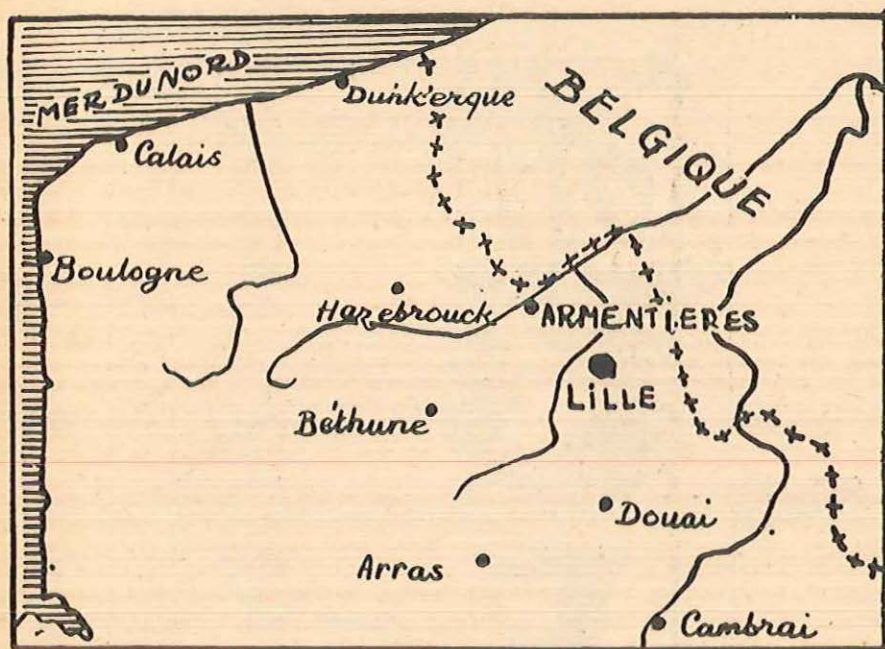 MER DU NORD
Dunkerque
BELGIQUE
Calais
Boulogne
Hazebrouck
ARMENTIERES
LILLE
Béthune
Douai
Arras
Cambrai